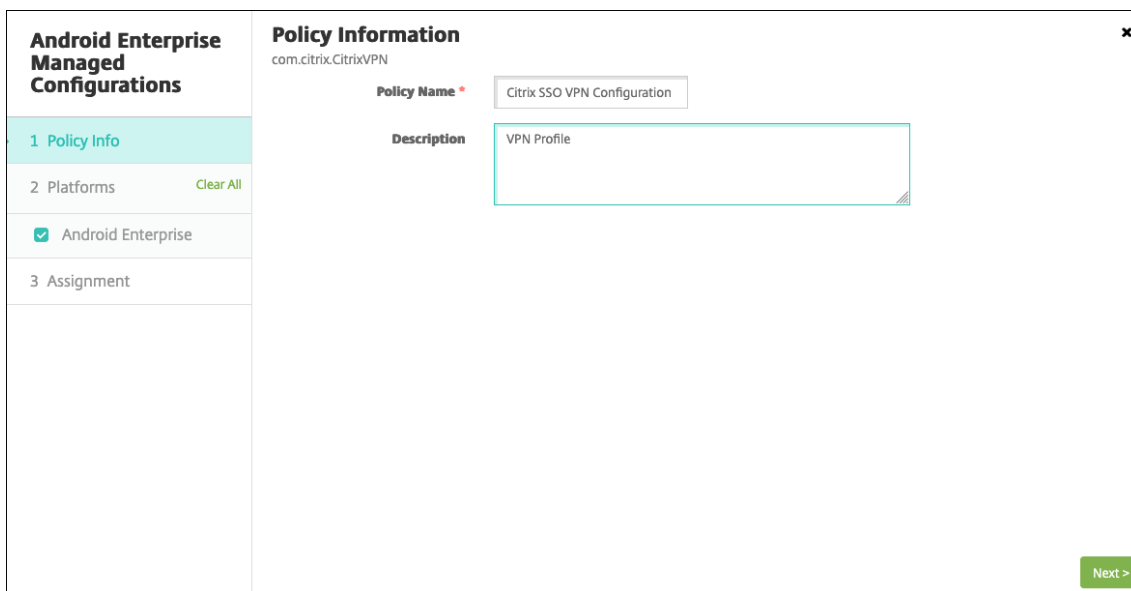 Android Enterprise
Managed
Configurations
1 Policy Info
2 Platforms Clear All
Android Enterprise
3 Assignment
Policy Information
com.citrix.CitrixVPN
Policy Name * Citrix SSO VPN Configuration
Description VPN Profile
Next >